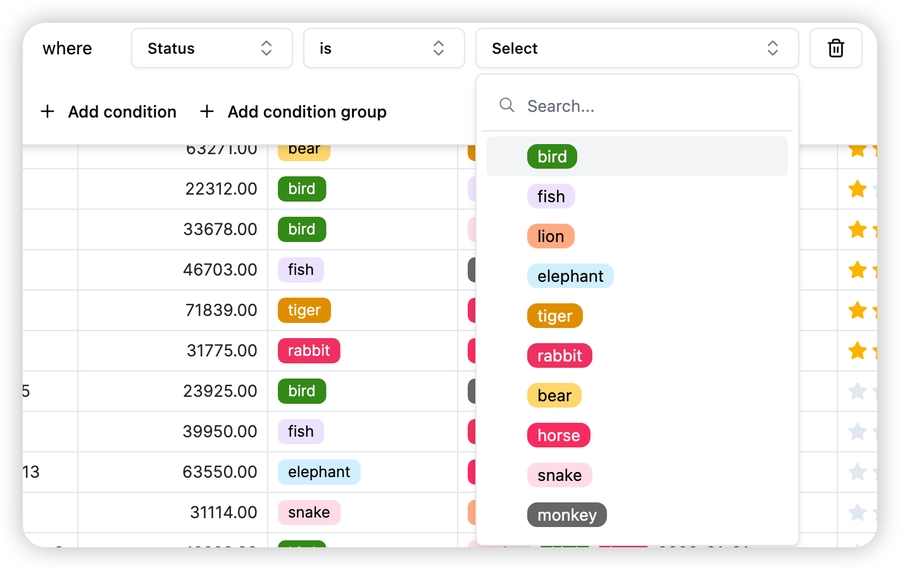 where Status is Select
Add condition Add condition group
Search...
bird
fish
lion
elephant
tiger
rabbit
bear
horse
snake
monkey
63271.00 bear
22312.00 bird
33678.00 bird
46703.00 fish
71839.00 tiger
31775.00 rabbit
5 23925.00 bird
39950.00 fish
13 63550.00 elephant
31114.00 snake